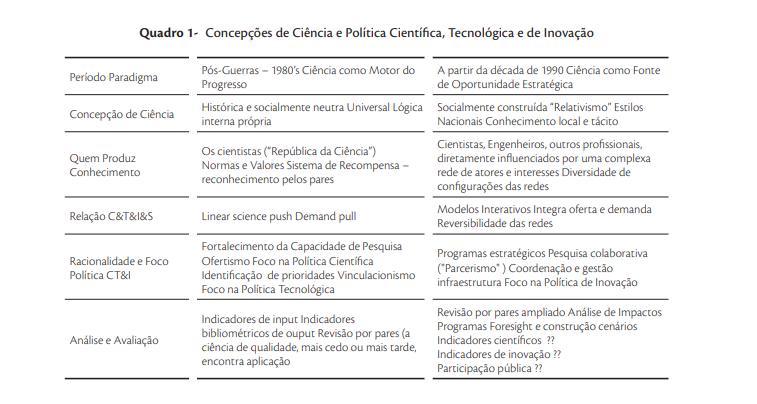 Quadro 1- Concepções de Ciência e Política Científica, Tecnológica e de Inovação
Período Paradigma
Pós-Guerras – 1980's Ciência como Motor do
Progresso
A partir da década de 1990 Ciência como Fonte
de Oportunidade Estratégica
Concepção de Ciência
Histórica e socialmente neutra Universal Lógica
interna própria
Socialmente construída "Relativismo" Estilos
Nacionais Conhecimento local e tácito
Quem Produz
Conhecimento
Os cientistas ("República da Ciência")
Normas e Valores Sistema de Recompensa –
reconhecimento pelos pares
Cientistas, Engenheiros, outros profissionais,
diretamente influenciados por uma complexa
rede de atores e interesses Diversidade de
configurações das redes
Relação C&T&I&S
Linear science push Demand pull
Modelos Interativos Integra oferta e demanda
Reversibilidade das redes
Racionalidade e Foco
Política CT&I
Fortalecimento da Capacidade de Pesquisa
Ofertismo Foco na Política Científica
Identificação de prioridades Vinculacionismo
Foco na Política Tecnológica
Programas estratégicos Pesquisa colaborativa
("Parcerismo" ) Coordenação e gestão
infraestrutura Foco na Política de Inovação
Análise e Avaliação
Indicadores de input Indicadores
bibliométricos de ouput Revisão por pares (a
ciência de qualidade, mais cedo ou mais tarde,
encontra aplicação
Revisão por pares ampliado Análise de Impactos
Programas Foresight e construção cenários
Indicadores científicos ??
Indicadores de inovação ??
Participação pública ??